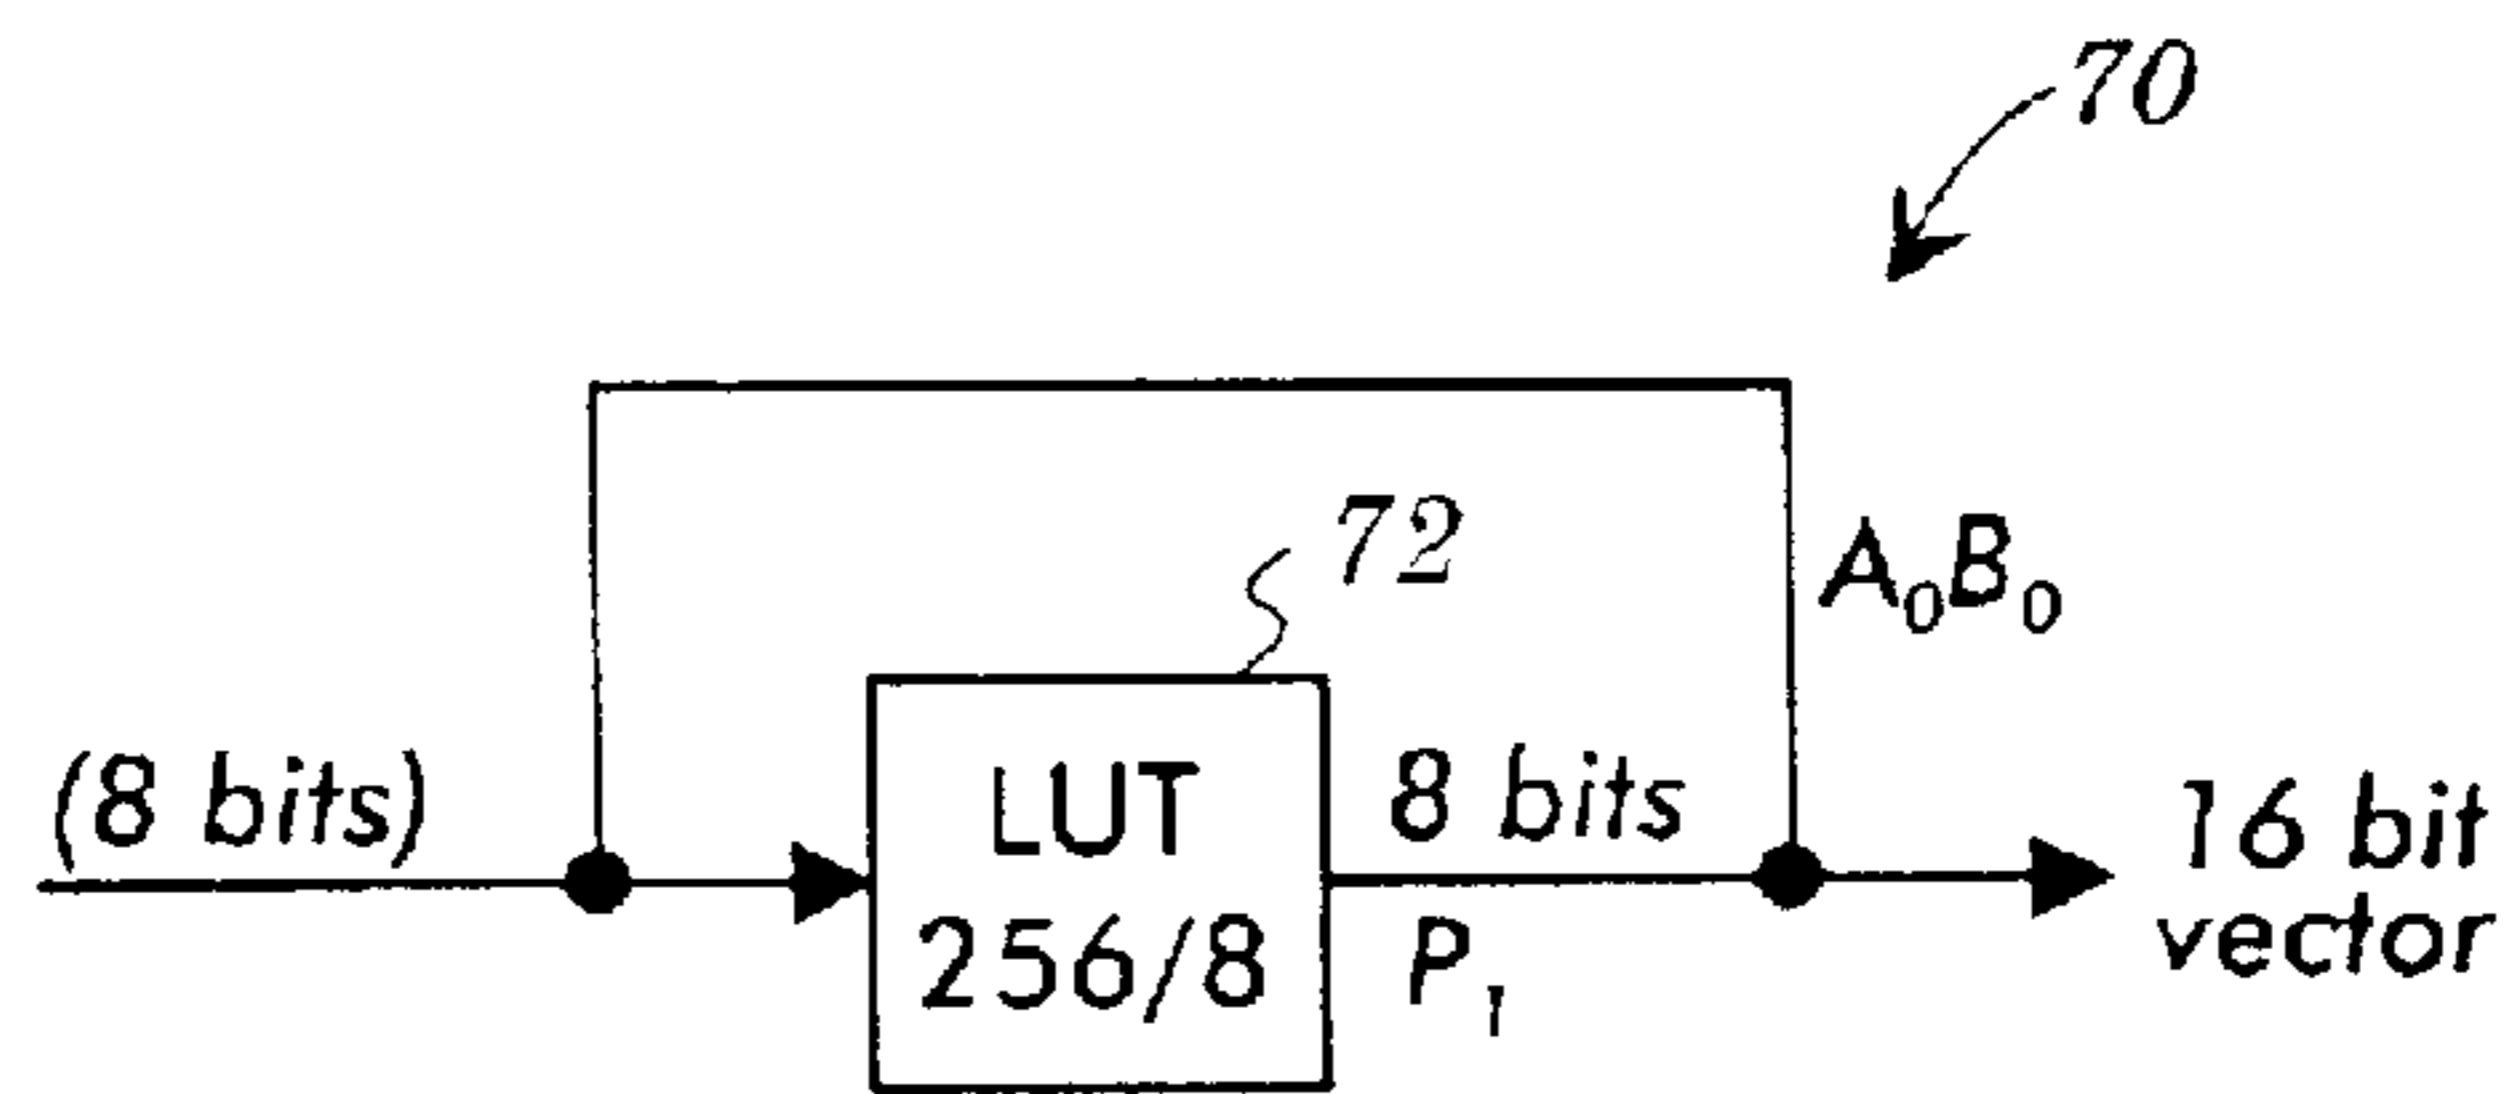 70
72
A₀B₀
(8 bits)
LUT
256/8
8 bits
P₁
16 bit
vector